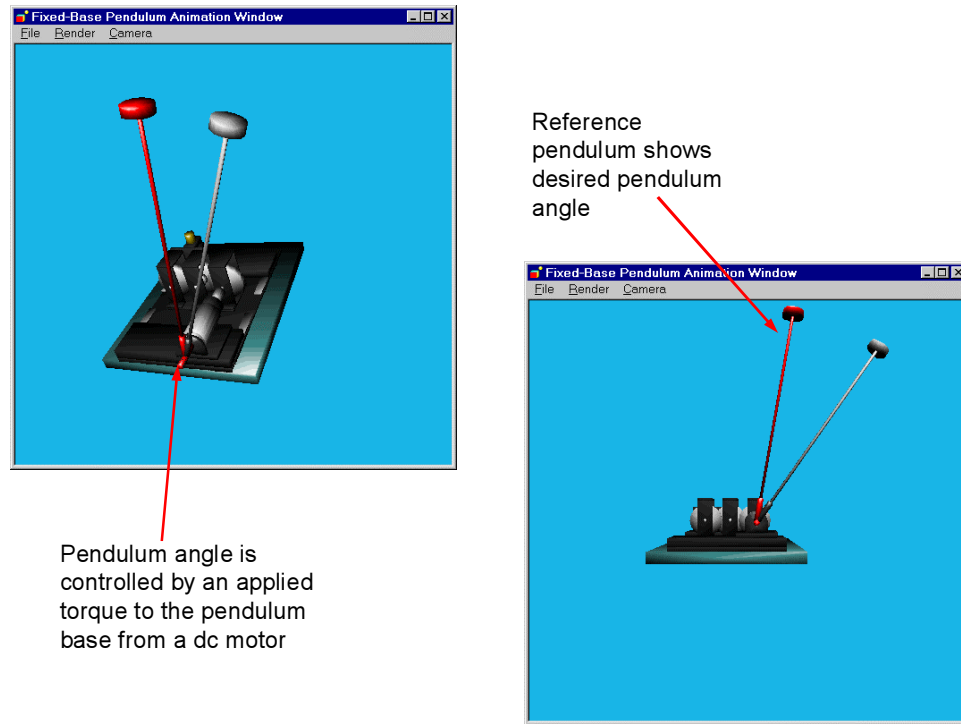 Fixed-Base Pendulum Animation Window
File Render Camera
Reference
pendulum shows
desired pendulum
angle
Fixed-Base Pendulum Animation Window
File Render Camera
Pendulum angle is
controlled by an applied
torque to the pendulum
base from a dc motor